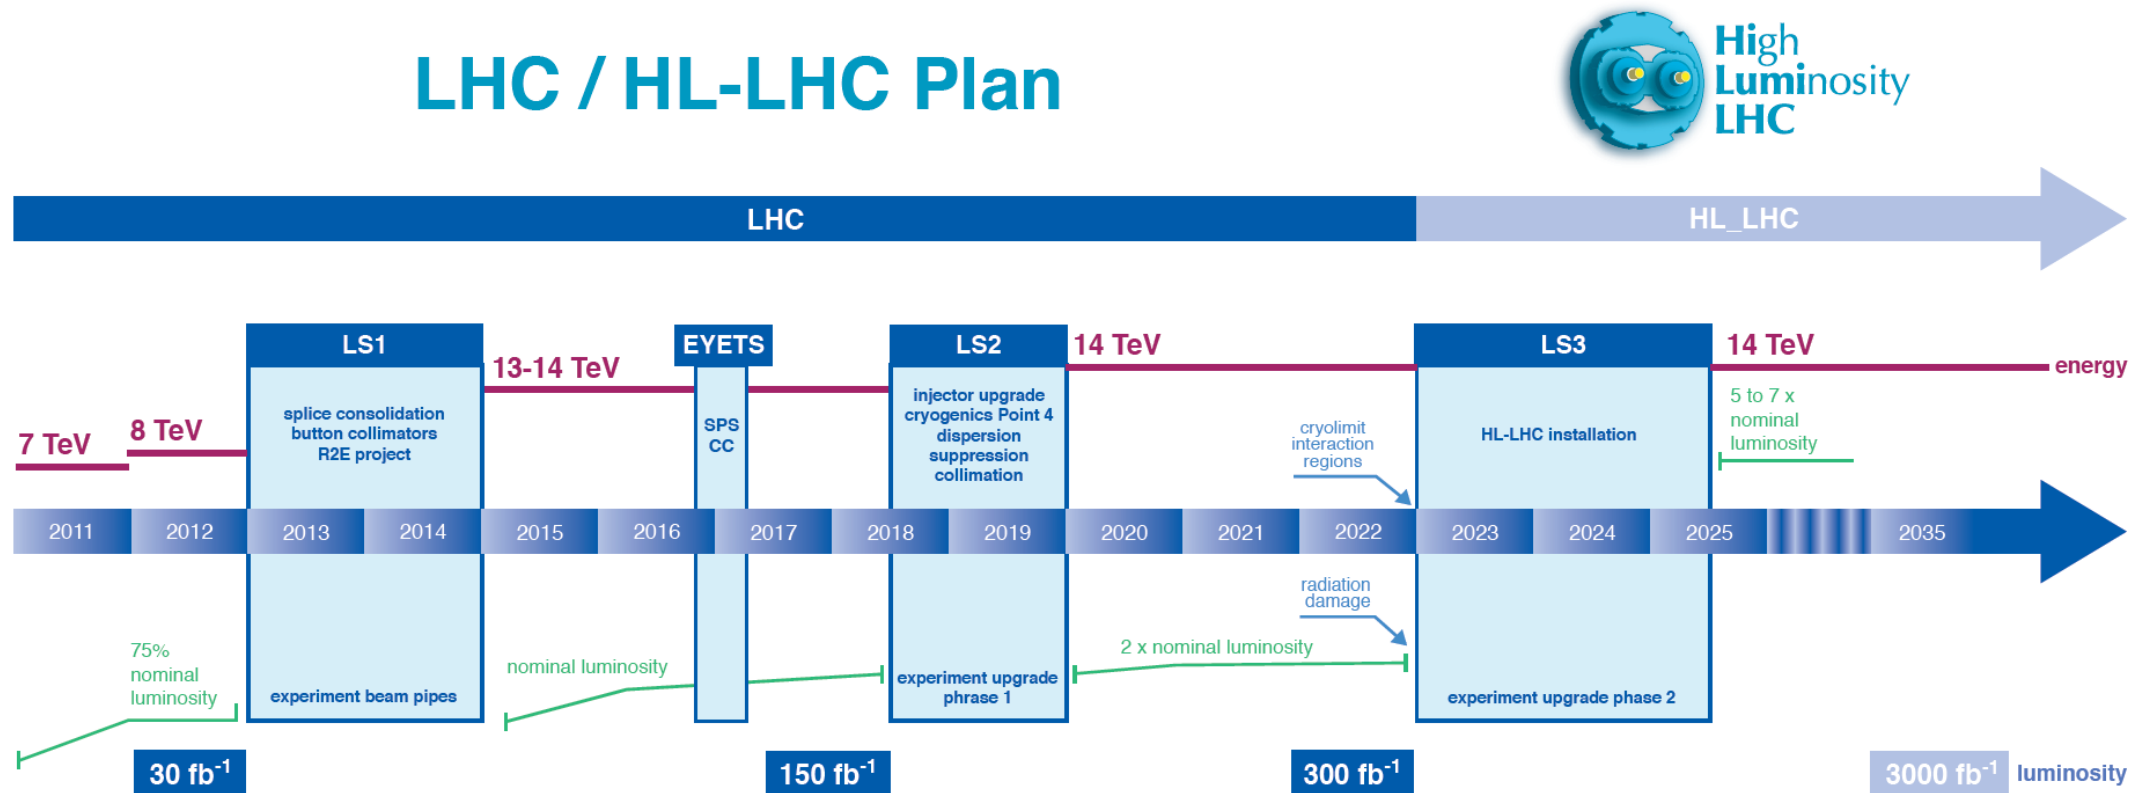 LHC / HL-LHC Plan
High
Luminosity
LHC
LHC
HL_LHC
LS1
EYETS
LS2
14 TeV
LS3
14 TeV
energy
13-14 TeV
7 TeV
8 TeV
splice consolidation
button collimators
R2E project
SPS
CC
injector upgrade
cryogenics Point 4
dispersion
suppression
collimation
cryolimit
interaction
regions
HL-LHC installation
5 to 7 x
nominal
luminosity
2011
2012
2013
2014
2015
2016
2017
2018
2019
2020
2021
2022
2023
2024
2025
2035
75%
nominal
luminosity
experiment beam pipes
nominal luminosity
experiment upgrade
phrase 1
2 x nominal luminosity
radiation
damage
experiment upgrade phase 2
30 fb-1
150 fb-1
300 fb-1
3000 fb-1
luminosity